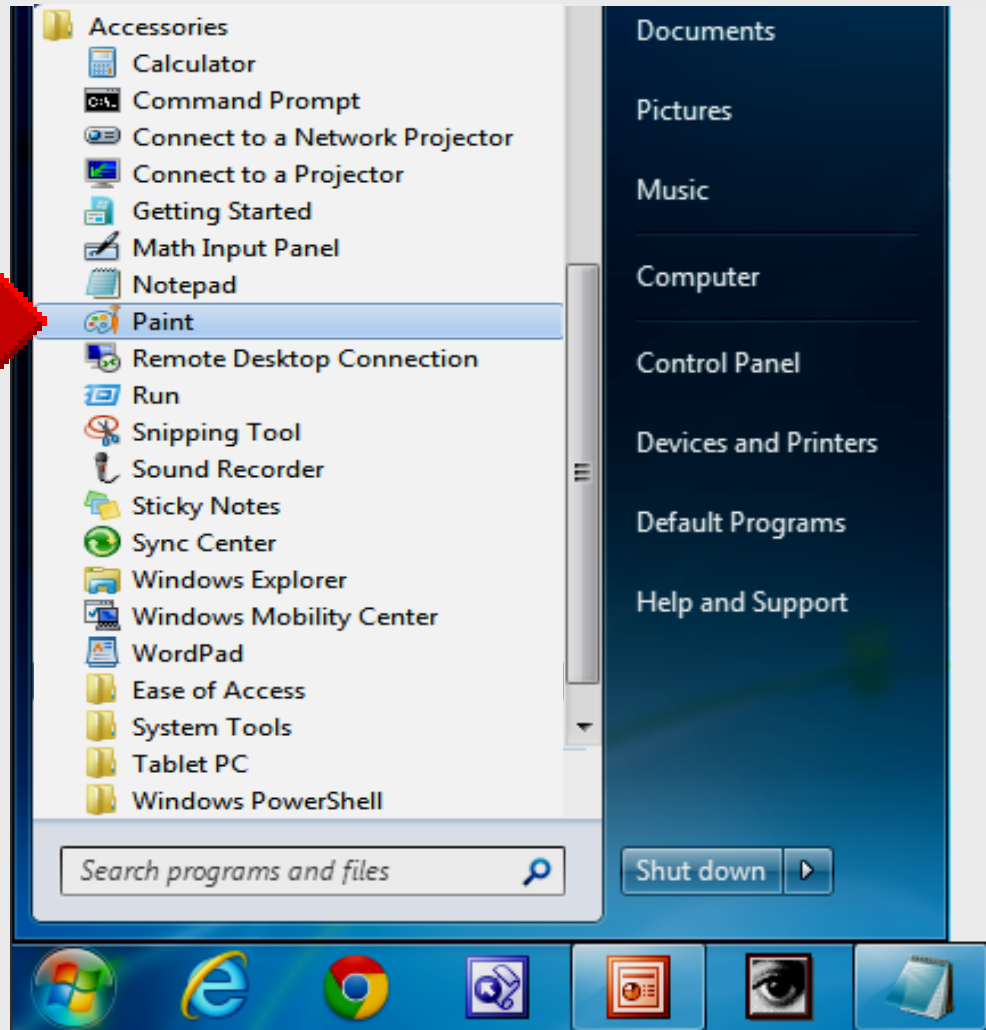 Accessories
Calculator
Command Prompt
Connect to a Network Projector
Connect to a Projector
Getting Started
Math Input Panel
Notepad
Paint
Remote Desktop Connection
Run
Snipping Tool
Sound Recorder
Sticky Notes
Sync Center
Windows Explorer
Windows Mobility Center
WordPad
Ease of Access
System Tools
Tablet PC
Windows PowerShell
Search programs and files
Documents
Pictures
Music
Computer
Control Panel
Devices and Printers
Default Programs
Help and Support
Shut down